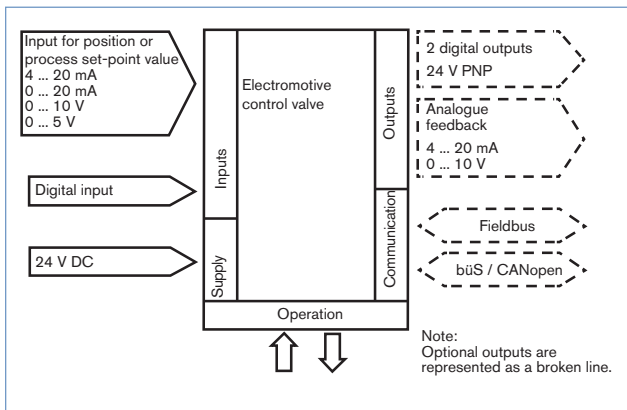 Input for position or
process set-point value
4 ... 20 mA
0 ... 20 mA
0 ... 10 V
0 ... 5 V
Digital input
24 V DC
Inputs
Supply
Electromotive
control valve
Outputs
Communication
Operation
2 digital outputs
24 V PNP
Analogue
feedback
4 ... 20 mA
0 ... 10 V
Fieldbus
büS / CANopen
Note:
Optional outputs are
represented as a broken line.